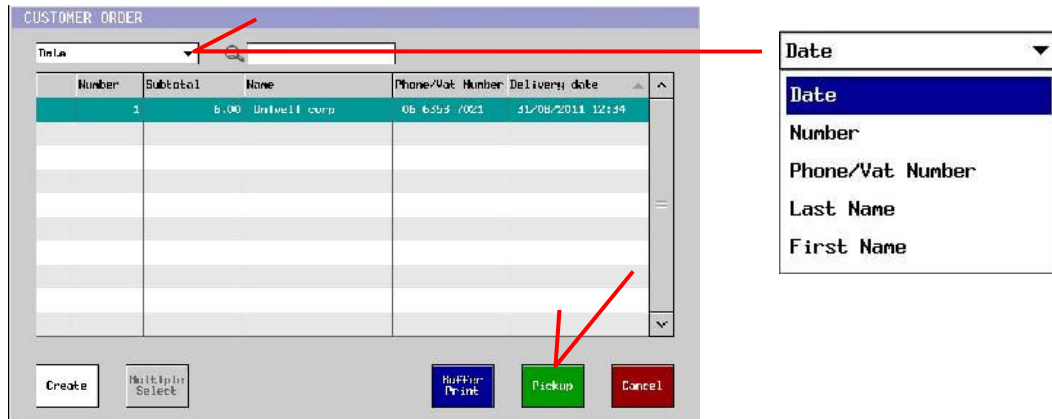 CUSTOMER ORDER
Date
Number Subtotal Name Phone/Vat Number Delivery date
1 6.00 Uniwell corp 06 6353 7021 31/08/2011 12:34
Create
Multiple
Select
Buffer
Print
Pickup
Cancel
Date
Date
Number
Phone/Vat Number
Last Name
First Name